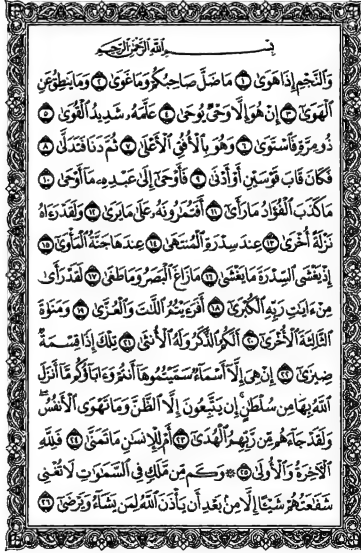 بِسْمِ ٱللَّهِ ٱلرَّحْمَٰنِ ٱلرَّحِيمِ
وَٱلنَّجْمِ إِذَا هَوَىٰ ١ مَا ضَلَّ صَاحِبُكُمْ وَمَا غَوَىٰ ٢ وَمَا يَنطِقُ عَنِ
ٱلْهَوَىٰ ٣ إِنْ هُوَ إِلَّا وَحْىٌ يُوحَىٰ ٤ عَلَّمَهُۥ شَدِيدُ ٱلْقُوَىٰ ٥
ذُو مِرَّةٍ فَٱسْتَوَىٰ ٦ وَهُوَ بِٱلْأُفُقِ ٱلْأَعْلَىٰ ٧ ثُمَّ دَنَا فَتَدَلَّىٰ ٨
فَكَانَ قَابَ قَوْسَيْنِ أَوْ أَدْنَىٰ ٩ فَأَوْحَىٰٓ إِلَىٰ عَبْدِهِۦ مَآ أَوْحَىٰ ١٠
مَا كَذَبَ ٱلْفُؤَادُ مَا رَأَىٰٓ ١١ أَفَتُمَٰرُونَهُۥ عَلَىٰ مَا يَرَىٰ ١٢ وَلَقَدْ رَءَاهُ
نَزْلَةً أُخْرَىٰ ١٣ عِندَ سِدْرَةِ ٱلْمُنتَهَىٰ ١٤ عِندَهَا جَنَّةُ ٱلْمَأْوَىٰٓ ١٥
إِذْ يَغْشَى ٱلسِّدْرَةَ مَا يَغْشَىٰ ١٦ مَا زَاغَ ٱلْبَصَرُ وَمَا طَغَىٰ ١٧ لَقَدْ رَأَىٰ
مِنْ ءَايَٰتِ رَبِّهِ ٱلْكُبْرَىٰٓ ١٨ أَفَرَءَيْتُمُ ٱللَّٰتَ وَٱلْعُزَّىٰ ١٩ وَمَنَوٰةَ
ٱلثَّالِثَةَ ٱلْأُخْرَىٰٓ ٢٠ أَلَكُمُ ٱلذَّكَرُ وَلَهُ ٱلْأُنثَىٰ ٢١ تِلْكَ إِذًا قِسْمَةٌ
ضِيزَىٰٓ ٢٢ إِنْ هِىَ إِلَّآ أَسْمَآءٌ سَمَّيْتُمُوهَآ أَنتُمْ وَءَابَآؤُكُم مَّآ أَنزَلَ
ٱللَّهُ بِهَا مِن سُلْطَٰنٍ إِن يَتَّبِعُونَ إِلَّا ٱلظَّنَّ وَمَا تَهْوَى ٱلْأَنفُسُ ۖ
وَلَقَدْ جَآءَهُم مِّن رَّبِّهِمُ ٱلْهُدَىٰٓ ٢٣ أَمْ لِلْإِنسَٰنِ مَا تَمَنَّىٰ ٢٤ فَلِلَّهِ
ٱلْأَخِرَةُ وَٱلْأُولَىٰ ٢٥ ۞ وَكَم مِّن مَّلَكٍ فِى ٱلسَّمَٰوَٰتِ لَا تُغْنِى
شَفَٰعَتُهُمْ شَيْـًٔا إِلَّا مِنۢ بَعْدِ أَن يَأْذَنَ ٱللَّهُ لِمَن يَشَآءُ وَيَرْضَىٰٓ ٢٦